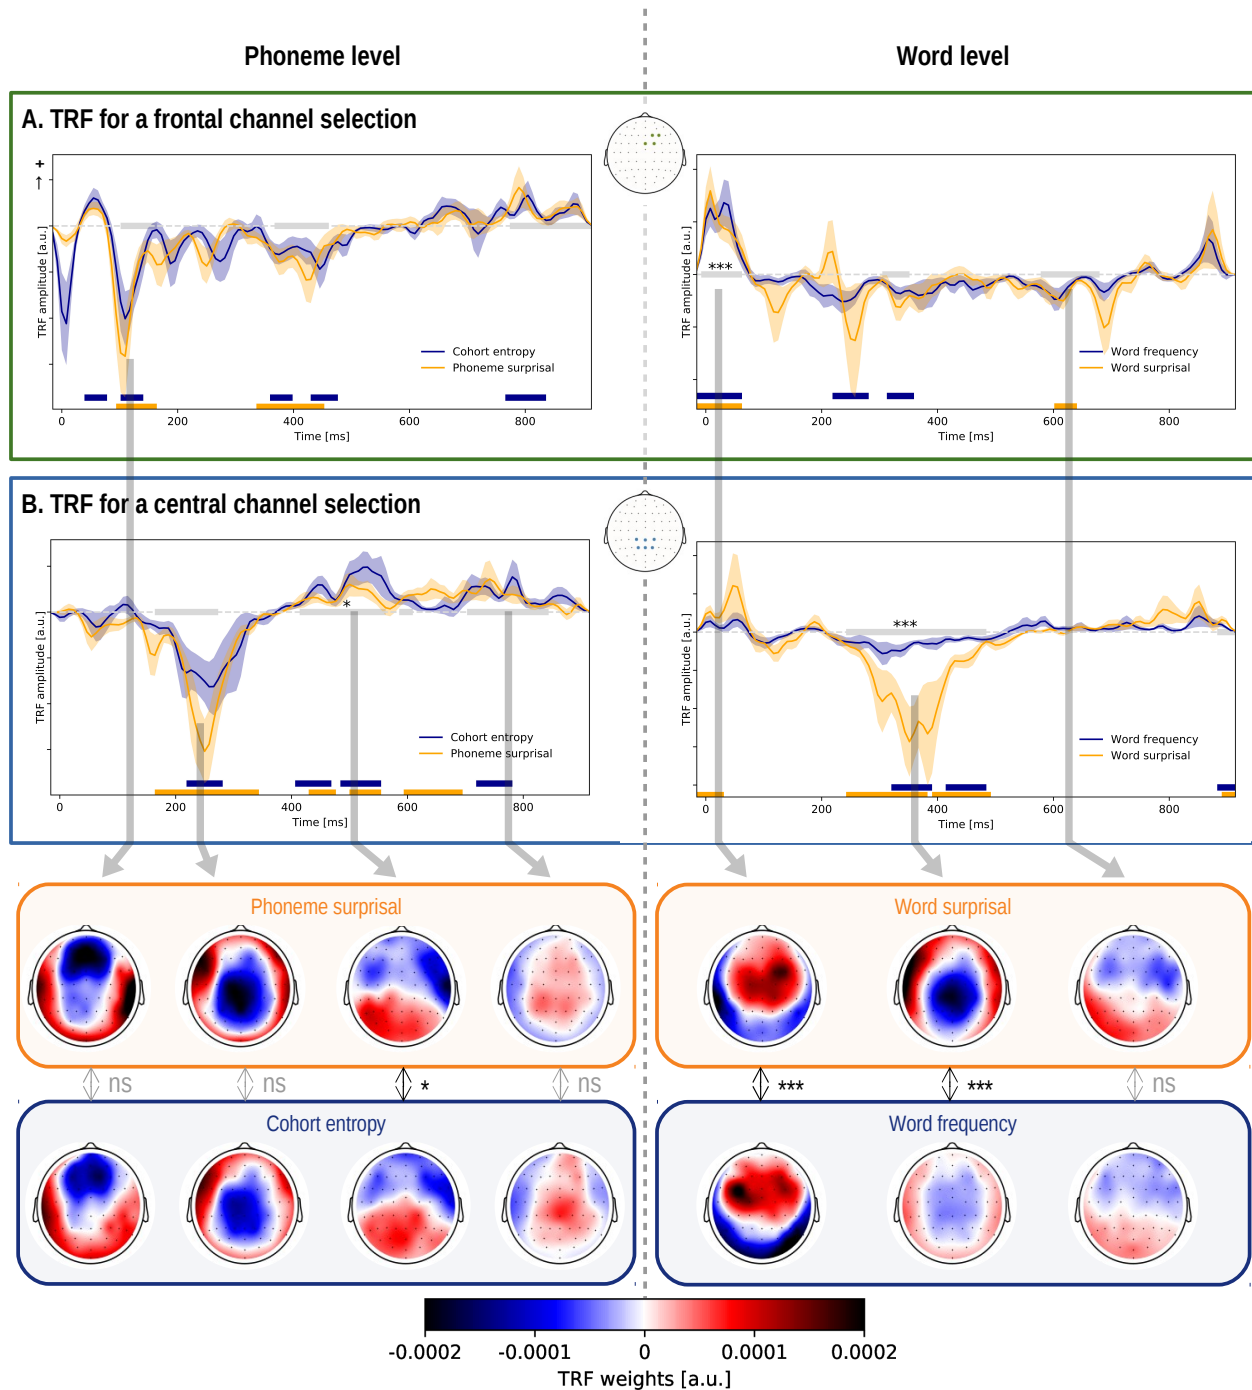 Phoneme level
Word level
A. TRF for a frontal channel selection
TRF amplitude [a.u.]
→ +
Cohort entropy
Phoneme surprisal
0 200 400 600 800
Time [ms]
TRF amplitude [a.u.]
***
Word frequency
Word surprisal
0 200 400 600 800
Time [ms]
B. TRF for a central channel selection
TRF amplitude [a.u.]
*
Cohort entropy
Phoneme surprisal
0 200 400 600 800
Time [ms]
TRF amplitude [a.u.]
***
Word frequency
Word surprisal
0 200 400 600 800
Time [ms]
Phoneme surprisal
Word surprisal
ns ns * ns
*** *** ns
Cohort entropy
Word frequency
-0.0002 -0.0001 0 0.0001 0.0002
TRF weights [a.u.]